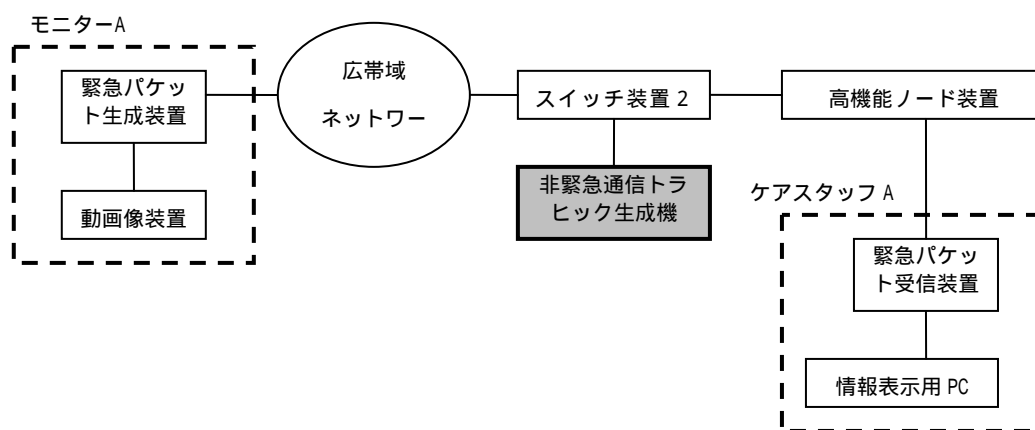 モニターA
緊急パケッ
ト生成装置
動画像装置
広帯域
ネットワー
スイッチ装置 2
非緊急通信トラ
ヒック生成機
高機能ノード装置
ケアスタッフ A
緊急パケッ
ト受信装置
情報表示用 PC